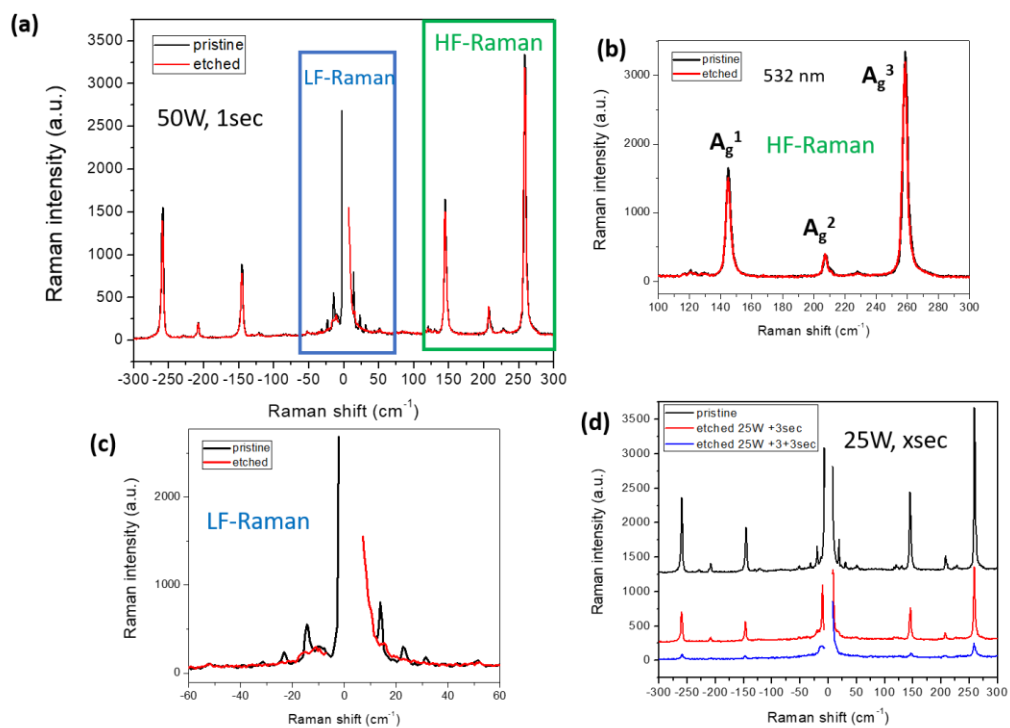 (a)
pristine
etched
50W, 1sec
LF-Raman
HF-Raman
Raman intensity (a.u.)
3500
3000
2500
2000
1500
1000
500
0
-300 -250 -200 -150 -100 -50 0 50 100 150 200 250 300
Raman shift (cm⁻¹)
(b)
pristine
etched
532 nm
Ag¹
Ag²
Ag³
HF-Raman
Raman intensity (a.u.)
3000
2000
1000
0
100 120 140 160 180 200 220 240 260 280 300
Raman shift (cm⁻¹)
(c)
pristine
etched
LF-Raman
Raman intensity (a.u.)
2000
1000
0
-60 -40 -20 0 20 40 60
Raman shift (cm⁻¹)
(d)
pristine
etched 25W +3sec
etched 25W +3+3sec
25W, xsec
Raman intensity (a.u.)
3500
3000
2500
2000
1500
1000
500
0
-300 -250 -200 -150 -100 -50 0 50 100 150 200 250 300
Raman shift (cm⁻¹)